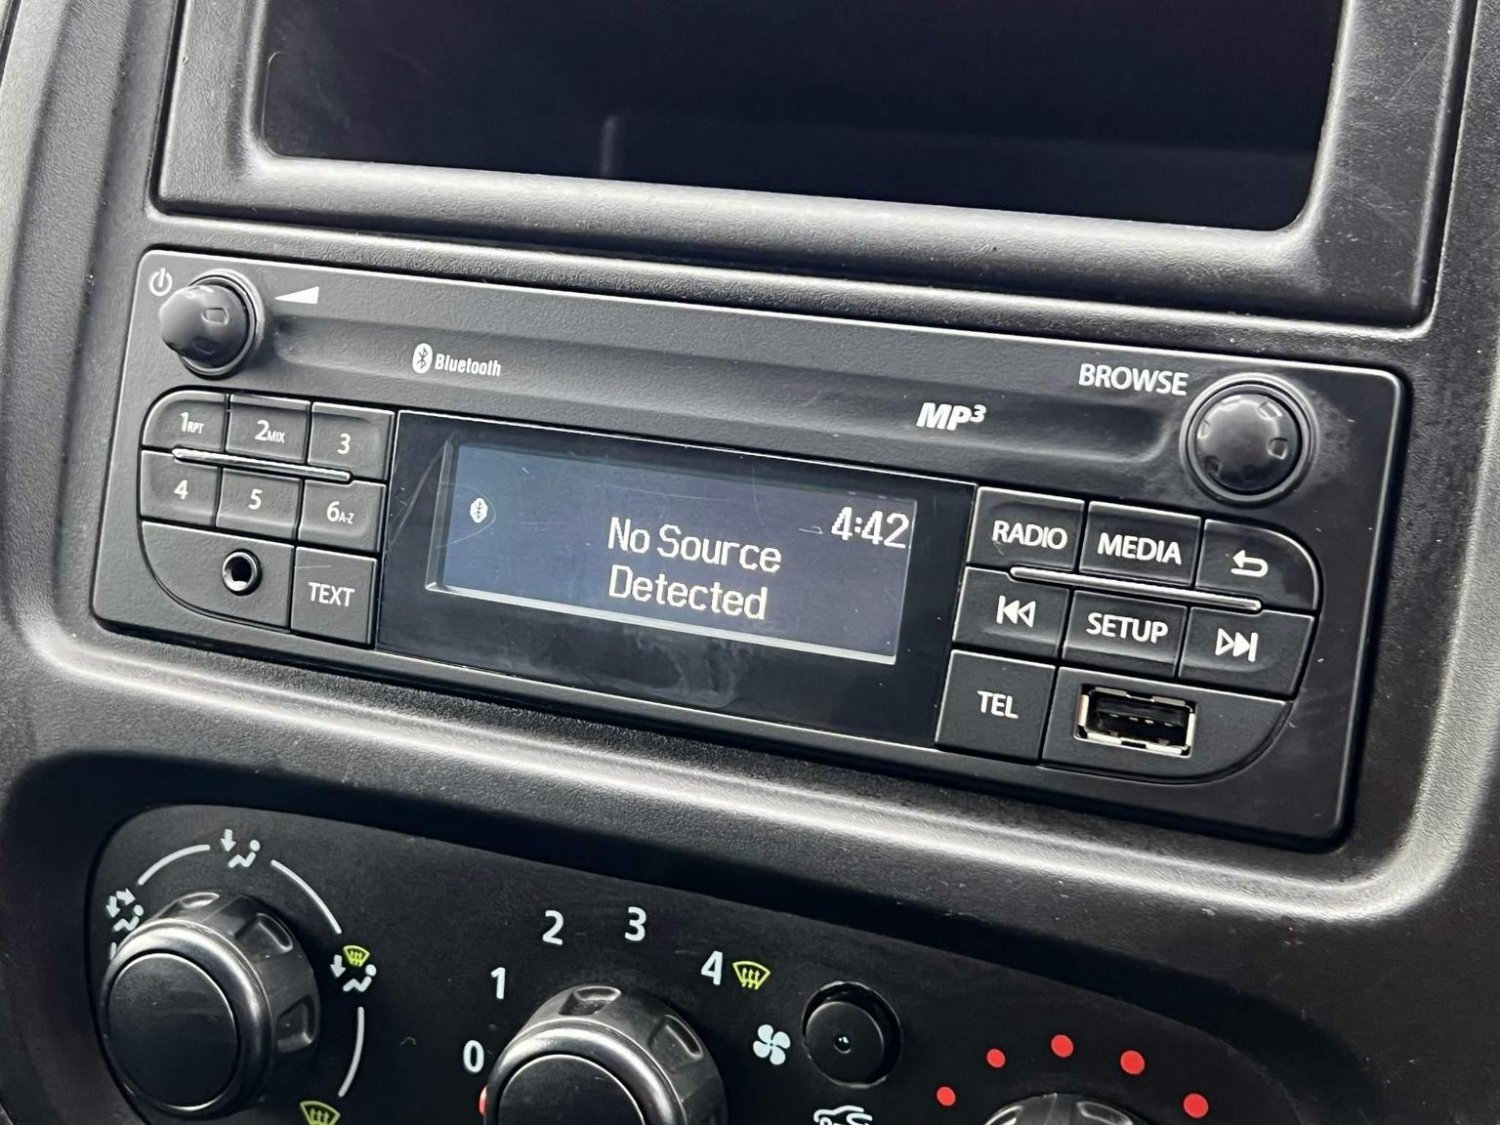 Bluetooth
BROWSE
MP3
1RPT
2MIX
3
4
5
6A-Z
TEXT
4:42
No Source
Detected
RADIO
MEDIA
SETUP
TEL
0
1
2
3
4